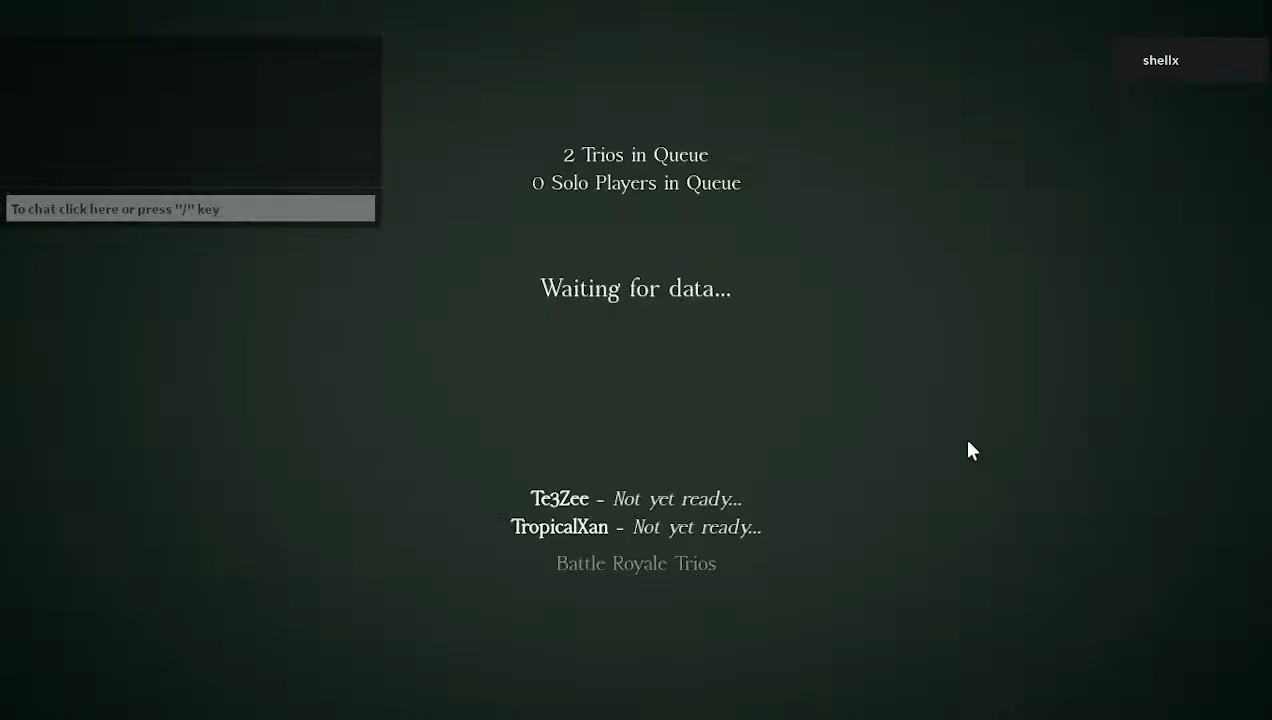 shellx
2 Trios in Queue
0 Solo Players in Queue
To chat click here or press "/" key
Waiting for data...
Te3Zee - Not yet ready...
TropicalXan - Not yet ready...
Battle Royale Trios